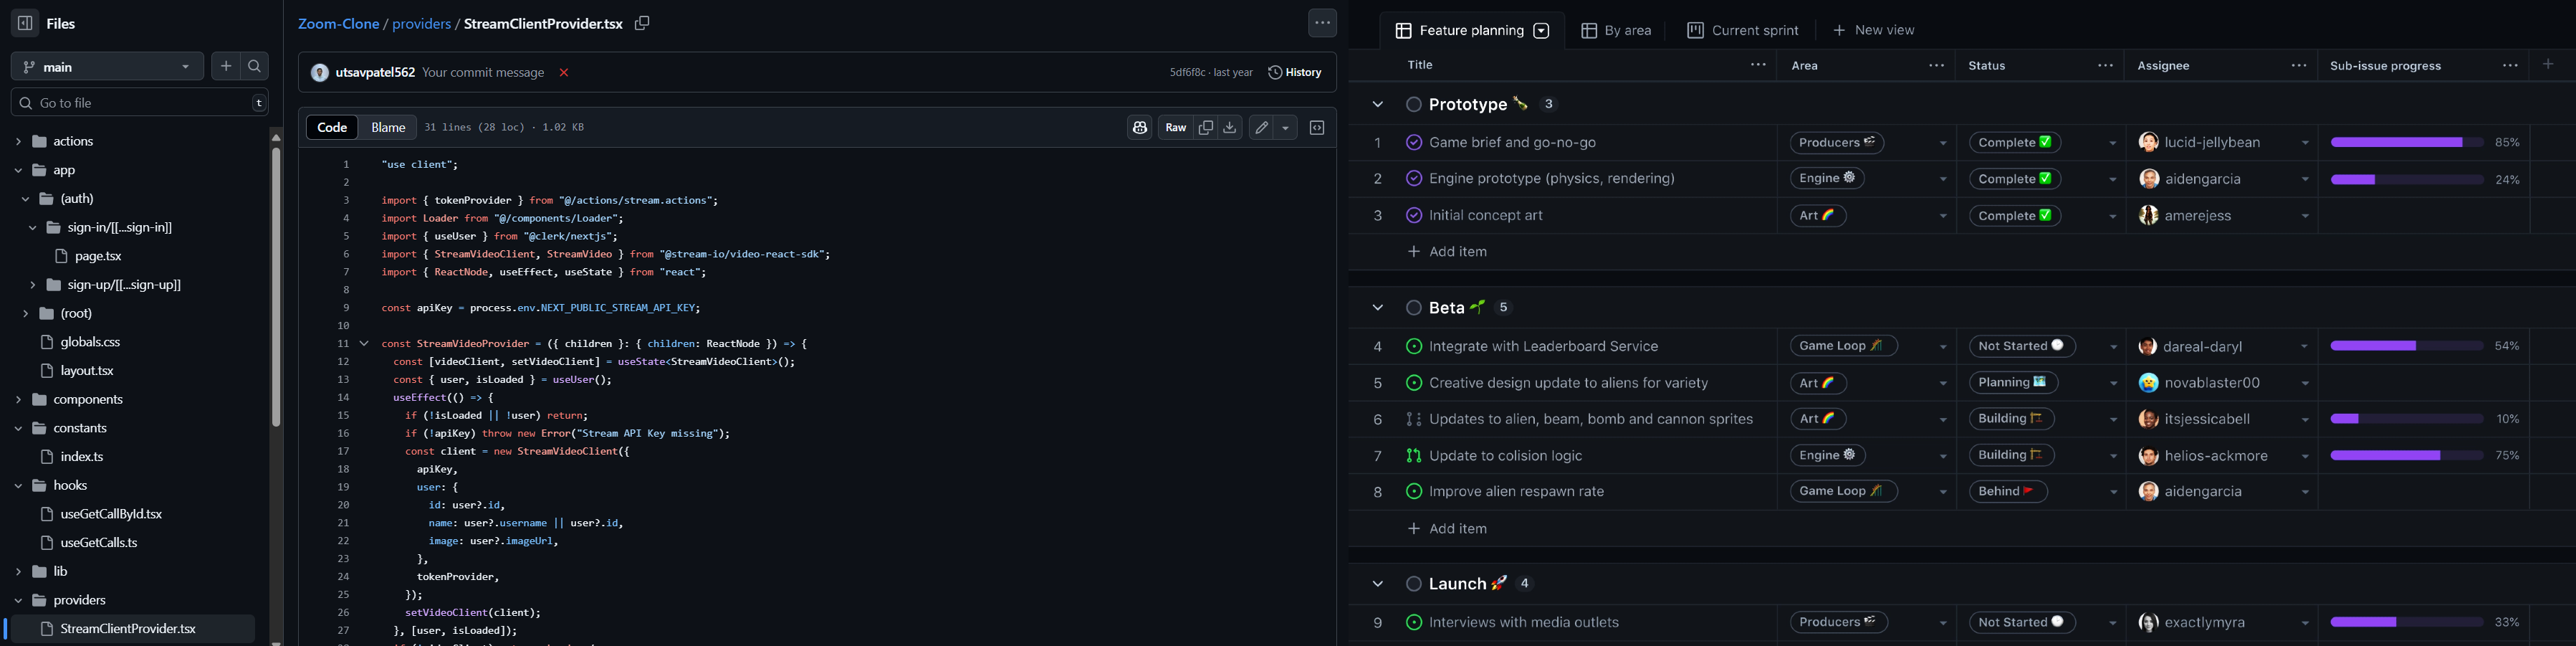 Files
main
Go to file
t
actions
app
(auth)
sign-in/[[...sign-in]]
page.tsx
sign-up/[[...sign-up]]
(root)
globals.css
layout.tsx
components
constants
index.ts
hooks
useGetCallById.tsx
useGetCalls.ts
lib
providers
StreamClientProvider.tsx
Zoom-Clone / providers / StreamClientProvider.tsx
utsavpatel562 Your commit message
5df6f8c · last year History
Code Blame 31 lines (28 loc) · 1.02 KB Raw
1 "use client";
2
3 import { tokenProvider } from "@/actions/stream.actions";
4 import Loader from "@/components/Loader";
5 import { useUser } from "@clerk/nextjs";
6 import { StreamVideoClient, StreamVideo } from "@stream-io/video-react-sdk";
7 import { ReactNode, useEffect, useState } from "react";
8
9 const apiKey = process.env.NEXT_PUBLIC_STREAM_API_KEY;
10
11 const StreamVideoProvider = ({ children }: { children: ReactNode }) => {
12 const [videoClient, setVideoClient] = useState<StreamVideoClient>();
13 const { user, isLoaded } = useUser();
14 useEffect(() => {
15 if (!isLoaded || !user) return;
16 if (!apiKey) throw new Error("Stream API Key missing");
17 const client = new StreamVideoClient({
18 apiKey,
19 user: {
20 id: user?.id,
21 name: user?.username || user?.id,
22 image: user?.imageUrl,
23 },
24 tokenProvider,
25 });
26 setVideoClient(client);
27 }, [user, isLoaded]);
Feature planning By area Current sprint New view
Title Area Status Assignee Sub-issue progress
Prototype 3
1 Game brief and go-no-go Producers Complete lucid-jellybean 85%
2 Engine prototype (physics, rendering) Engine Complete aidengarcia 24%
3 Initial concept art Art Complete amerejess
Add item
Beta 5
4 Integrate with Leaderboard Service Game Loop Not Started dareal-daryl 54%
5 Creative design update to aliens for variety Art Planning novablaster00
6 Updates to alien, beam, bomb and cannon sprites Art Building itsjessicabell 10%
7 Update to colision logic Engine Building helios-ackmore 75%
8 Improve alien respawn rate Game Loop Behind aidengarcia
Add item
Launch 4
9 Interviews with media outlets Producers Not Started exactlymyra 33%